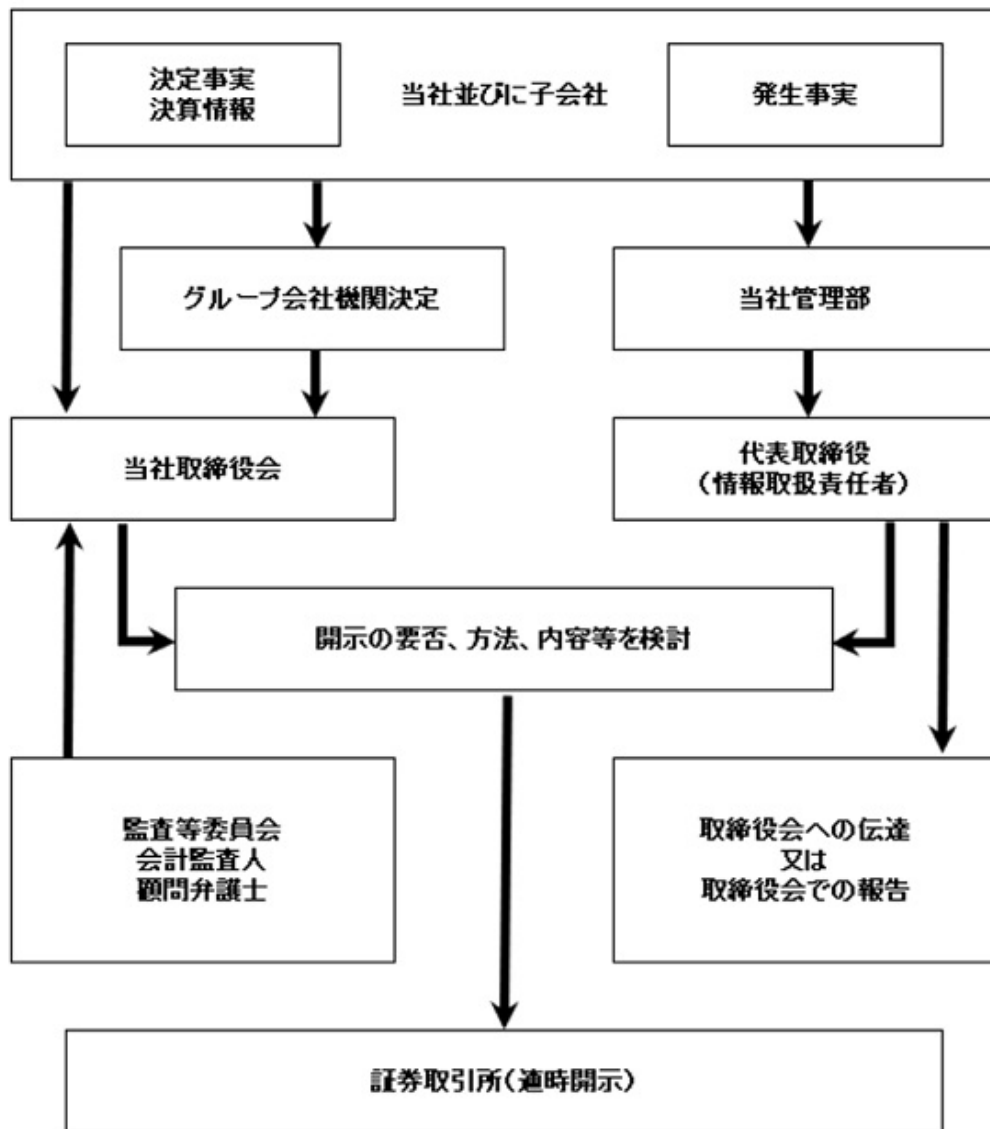 決定事実
決算情報
当社並びに子会社
発生事実
グループ会社機関決定
当社管理部
当社取締役会
代表取締役
(情報取扱責任者)
開示の要否、方法、内容等を検討
監査等委員会
会計監査人
顧問弁護士
取締役会への伝達
又は
取締役会での報告
証券取引所(適時開示)